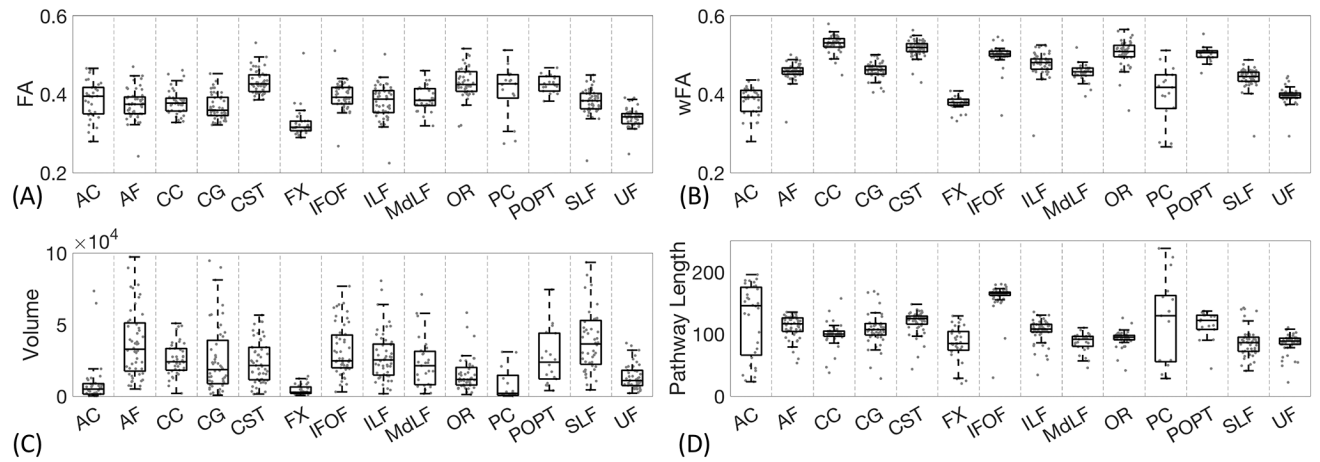 0.6
FA
0.4
0.2
(A)
AC AF CC CG CST FX IFOF ILF MdLF OR PC POPT SLF UF
0.6
wFA
0.4
0.2
(B)
AC AF CC CG CST FX IFOF ILF MdLF OR PC POPT SLF UF
×10⁴
10
Volume
5
0
(C)
AC AF CC CG CST FX IFOF ILF MdLF OR PC POPT SLF UF
Pathway Length
200
100
0
(D)
AC AF CC CG CST FX IFOF ILF MdLF OR PC POPT SLF UF